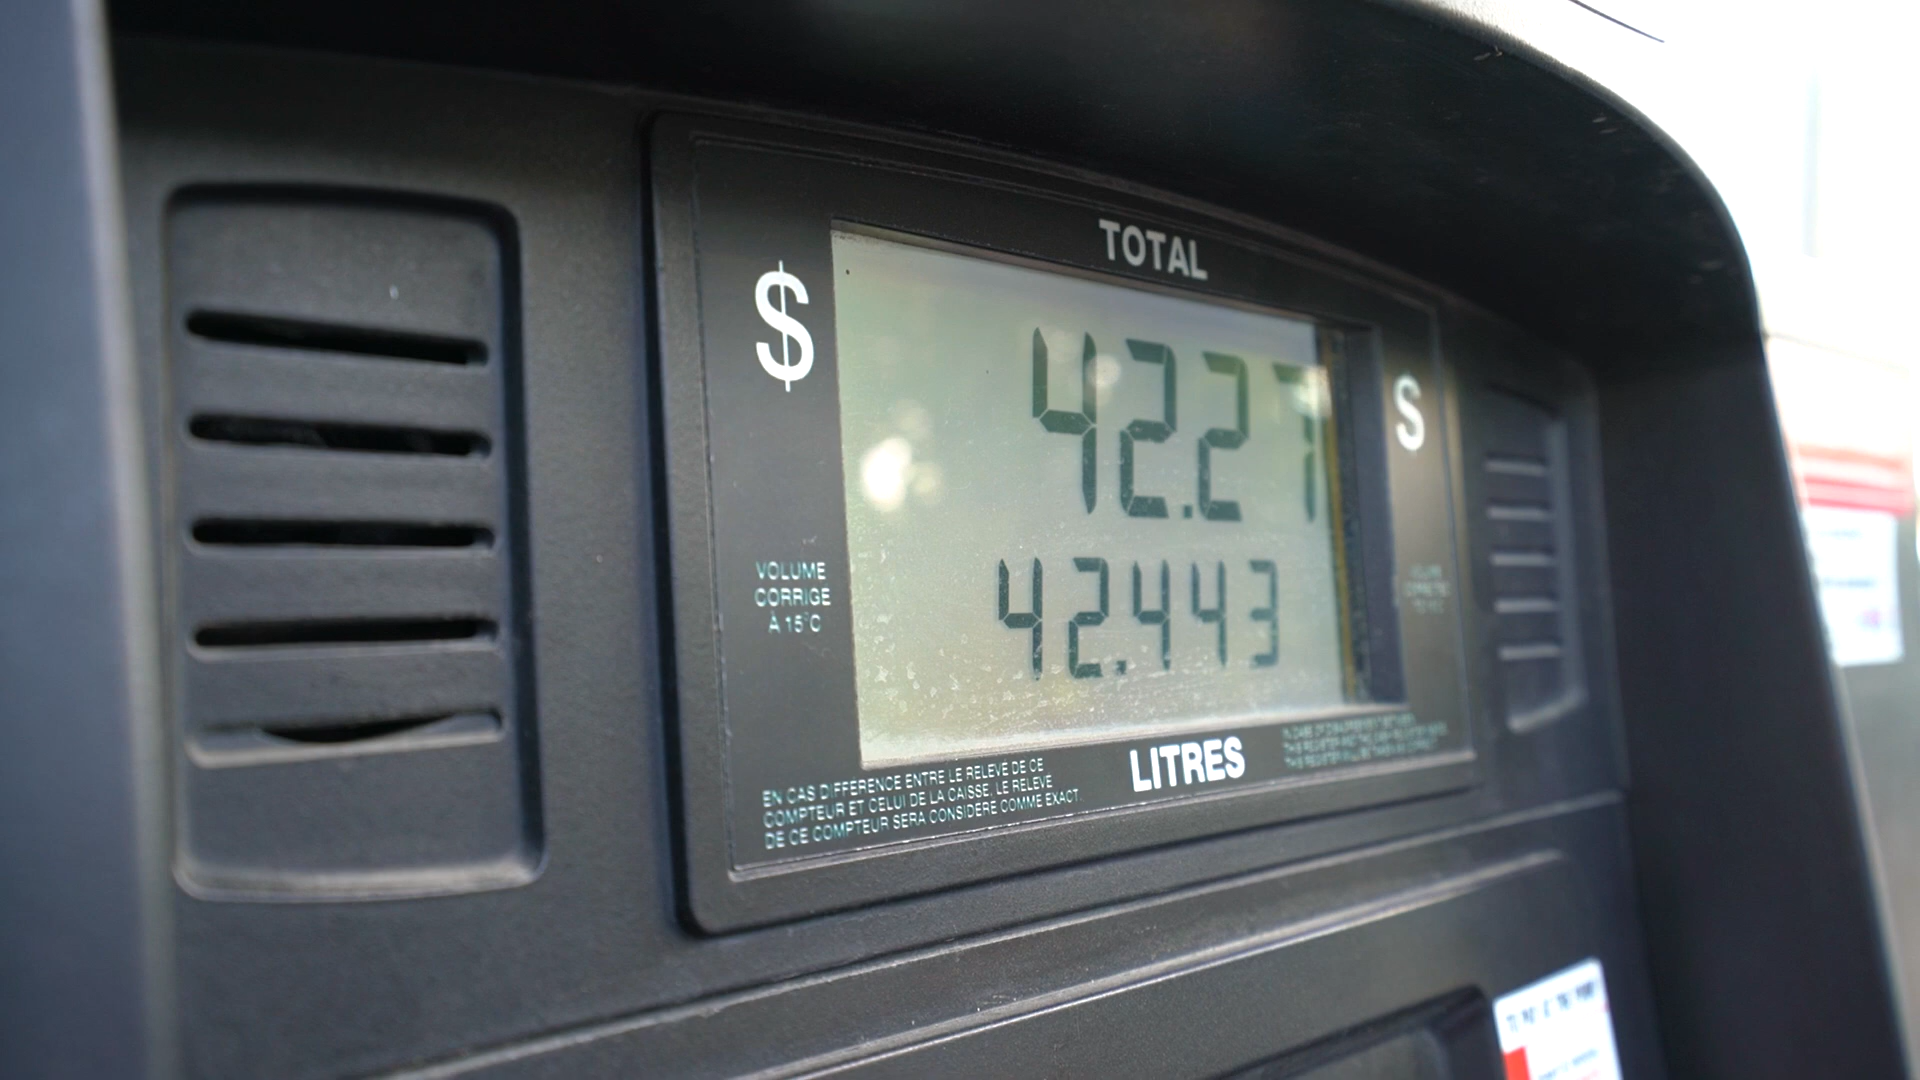 TOTAL
$
42.27
$
VOLUME
CORRIGE
À 15°C
42.443
LITRES
EN CAS DIFFERENCE ENTRE LE RELEVÉ DE CE
COMPTEUR ET CELUI DE LA CAISSE, LE RELEVE
DE CE COMPTEUR SERA CONSIDERE COMME EXACT.